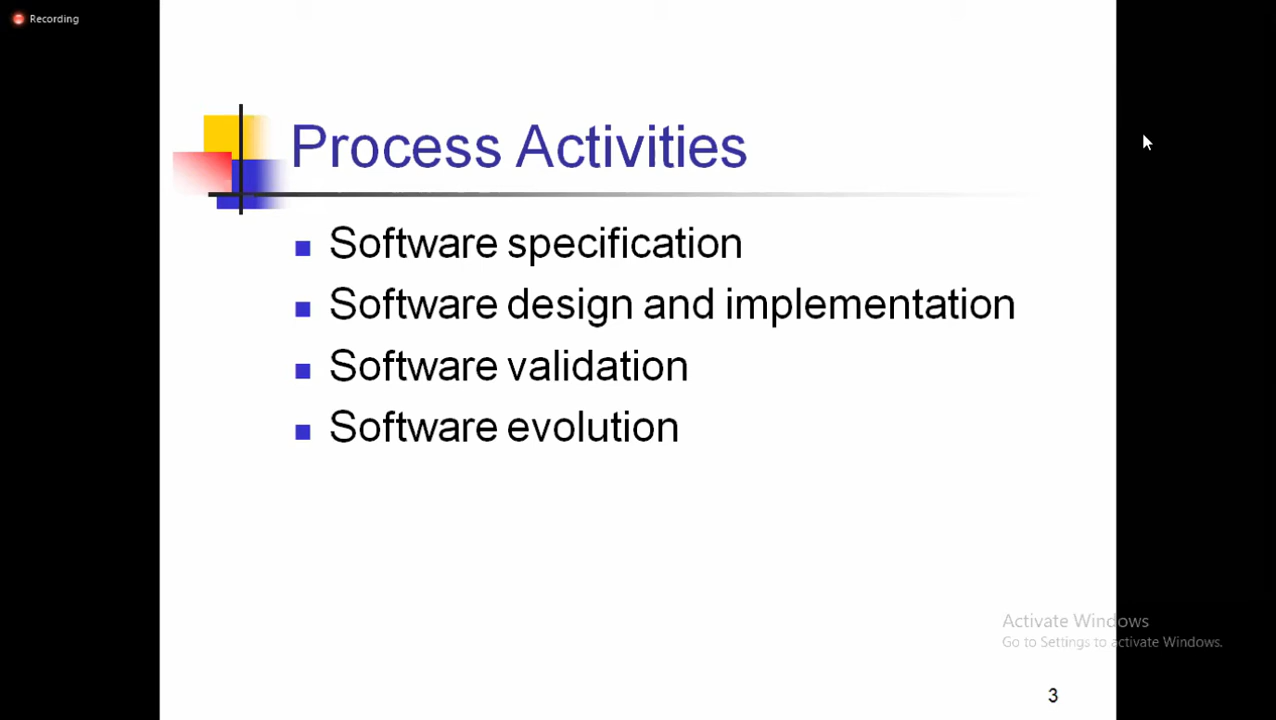 Recording
Process Activities
Software specification
Software design and implementation
Software validation
Software evolution
Activate Windows
Go to Settings to activate Windows.
3